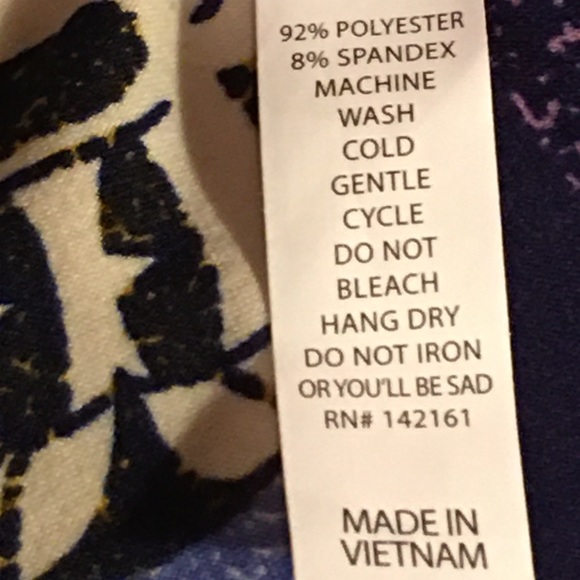 92% POLYESTER
8% SPANDEX
MACHINE
WASH
COLD
GENTLE
CYCLE
DO NOT
BLEACH
HANG DRY
DO NOT IRON
OR YOU'LL BE SAD
RN# 142161
MADE IN
VIETNAM